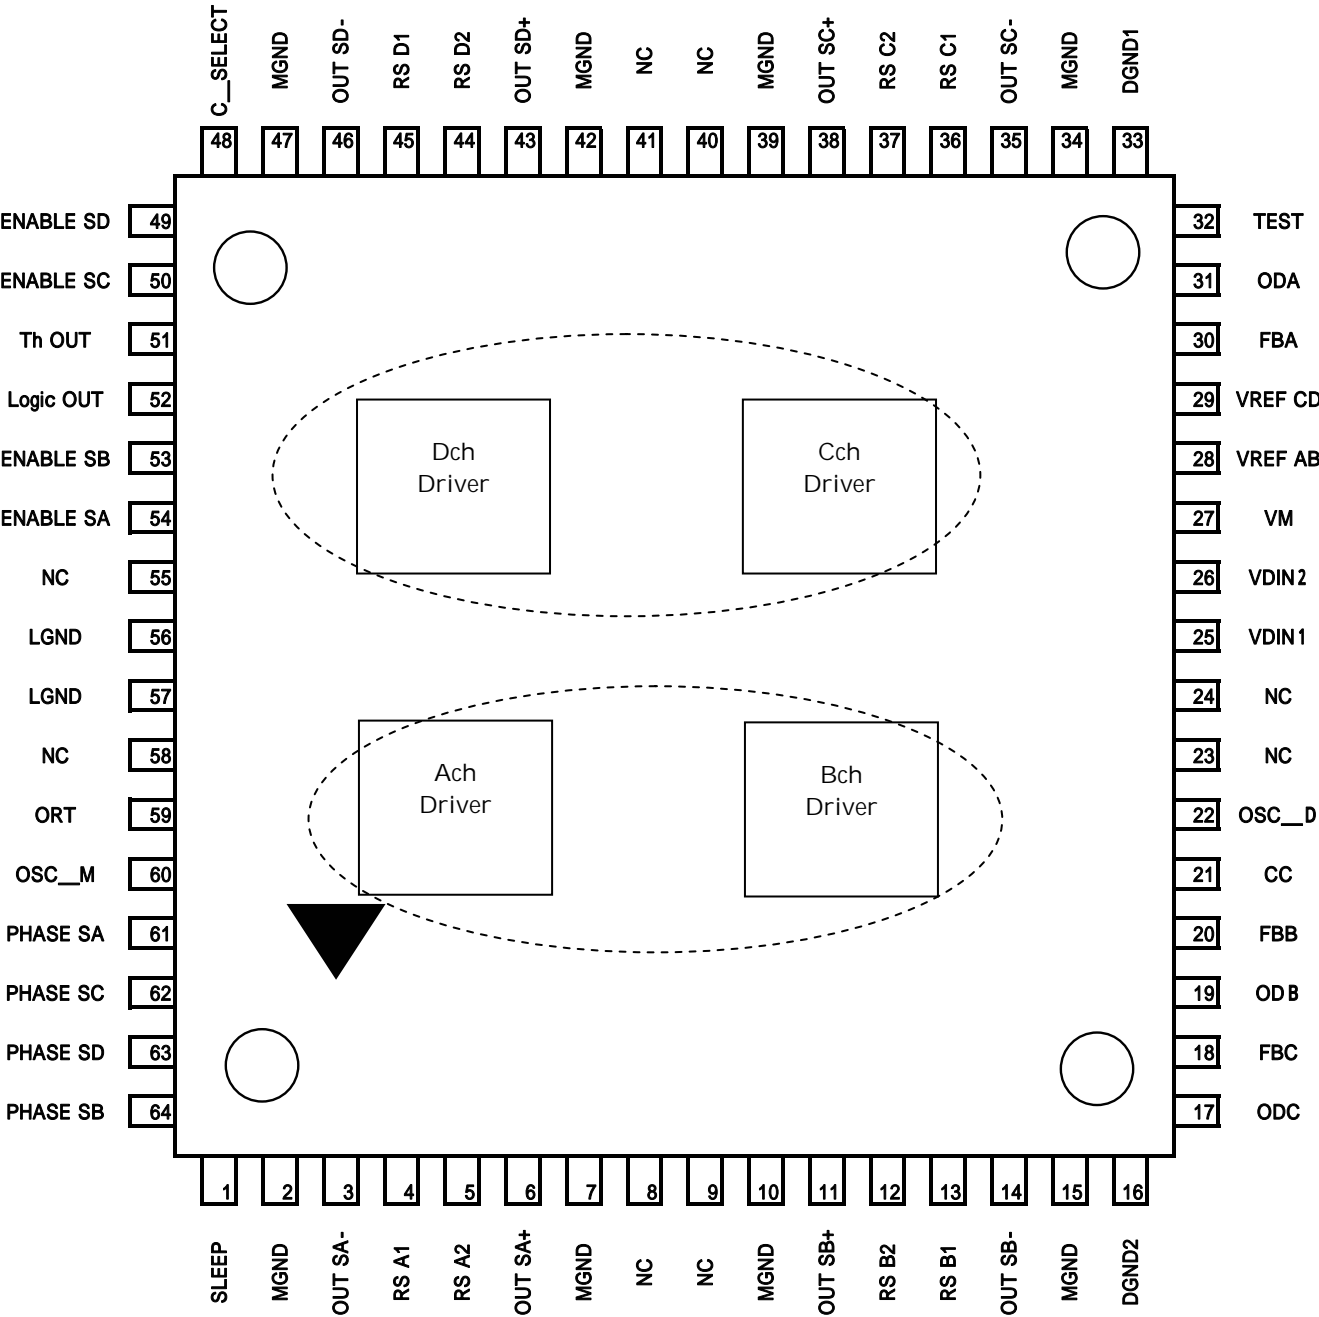 C__SELECT
MGND
OUT SD-
RS D1
RS D2
OUT SD+
MGND
NC
NC
MGND
OUT SC+
RS C2
RS C1
OUT SC-
MGND
DGND1
48 47 46 45 44 43 42 41 40 39 38 37 36 35 34 33
ENABLE SD 49
ENABLE SC 50
Th OUT 51
Logic OUT 52
ENABLE SB 53
ENABLE SA 54
NC 55
LGND 56
LGND 57
NC 58
ORT 59
OSC__M 60
PHASE SA 61
PHASE SC 62
PHASE SD 63
PHASE SB 64
Dch
Driver
Cch
Driver
Ach
Driver
Bch
Driver
32 TEST
31 ODA
30 FBA
29 VREF CD
28 VREF AB
27 VM
26 VDIN2
25 VDIN1
24 NC
23 NC
22 OSC__D
21 CC
20 FBB
19 ODB
18 FBC
17 ODC
1 2 3 4 5 6 7 8 9 10 11 12 13 14 15 16
SLEEP
MGND
OUT SA-
RS A1
RS A2
OUT SA+
MGND
NC
NC
MGND
OUT SB+
RS B2
RS B1
OUT SB-
MGND
DGND2